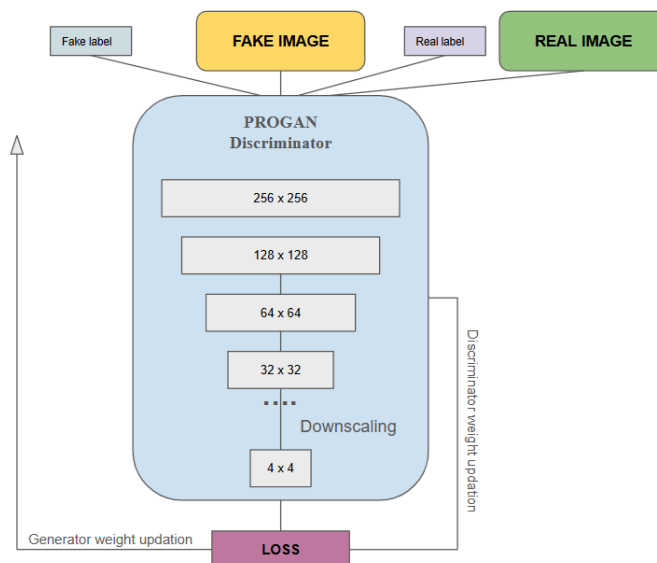 Fake label
FAKE IMAGE
Real label
REAL IMAGE
PROGAN
Discriminator
256 x 256
128 x 128
64 x 64
32 x 32
....
Downscaling
4 x 4
Discriminator weight updation
Generator weight updation
LOSS